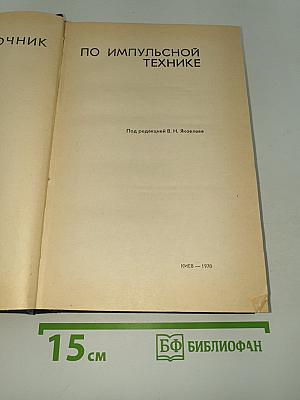 ОЧНИК
ПО ИМПУЛЬСНОЙ
ТЕХНИКЕ
Под редакцией В. Н. Яковлева
КИЕВ — 1970
15 см
БФ БИБЛИОФАН